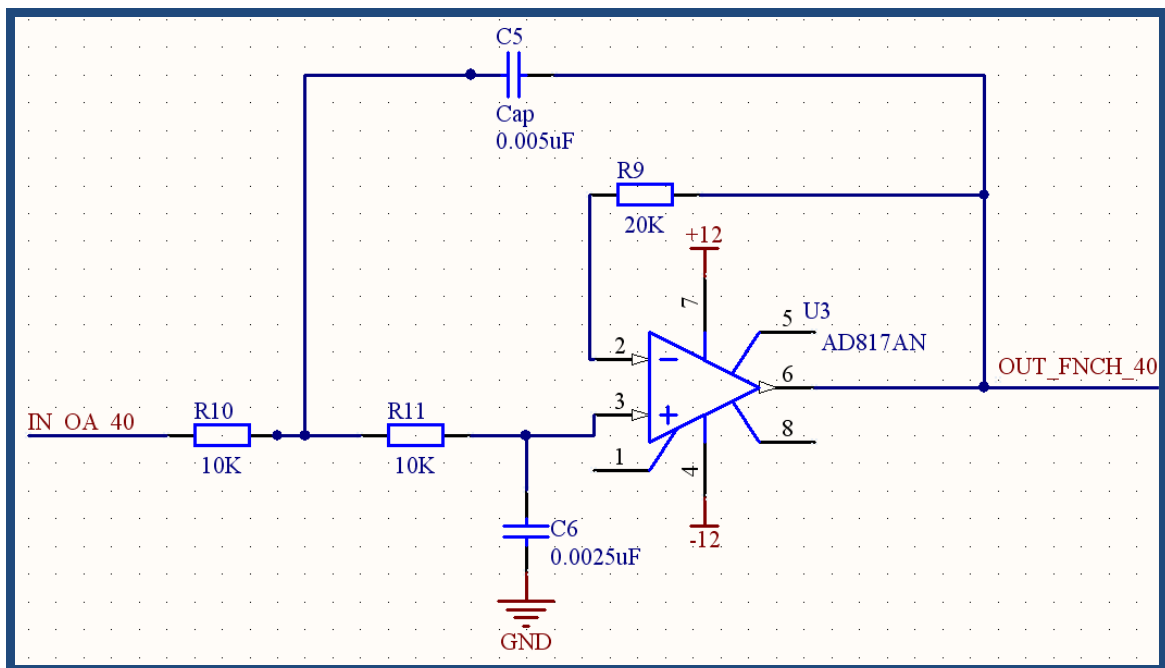 C5
Cap
0.005uF
R9
20K
+12
7
5
U3
AD817AN
2
6
OUT_FNCH_40
3
IN_OA_40
R10
R11
10K
10K
1
8
4
C6
0.0025uF
-12
GND